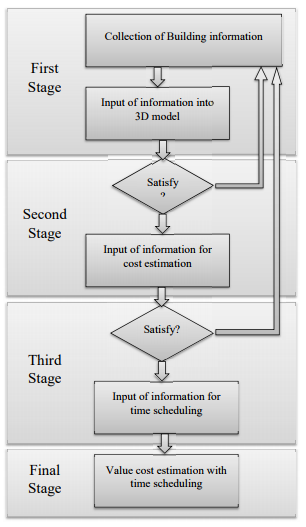 Collection of Building information
First
Stage
Input of information into
3D model
Satisfy
?
Second
Stage
Input of information for
cost estimation
Satisfy?
Third
Stage
Input of information for
time scheduling
Final
Stage
Value cost estimation with
time scheduling